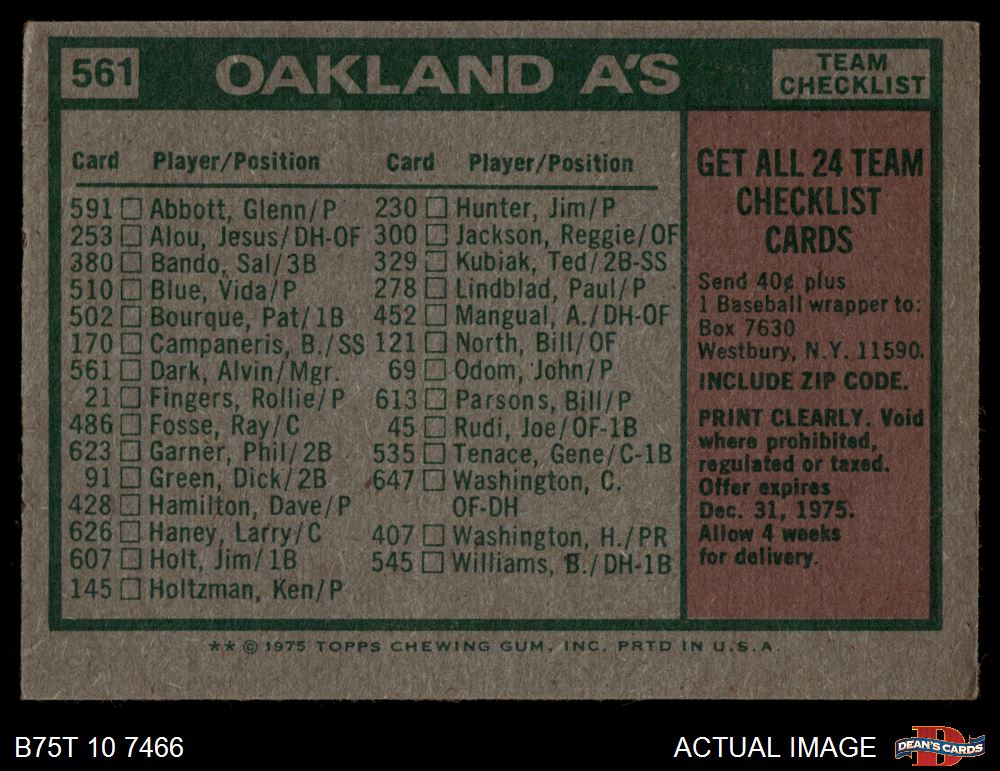 561 OAKLAND A'S TEAM CHECKLIST
Card Player/Position
591 Abbott, Glenn/P
253 Alou, Jesus/DH-OF
380 Bando, Sal/3B
510 Blue, Vida/P
502 Bourque, Pat/1B
170 Campaneris, B./SS
561 Dark, Alvin/Mgr.
21 Fingers, Rollie/P
486 Fosse, Ray/C
623 Garner, Phil/2B
91 Green, Dick/2B
428 Hamilton, Dave/P
626 Haney, Larry/C
607 Holt, Jim/1B
145 Holtzman, Ken/P
Card Player/Position
230 Hunter, Jim/P
300 Jackson, Reggie/OF
329 Kubiak, Ted/2B-SS
278 Lindblad, Paul/P
452 Mangual, A./DH-OF
121 North, Bill/OF
69 Odom, John/P
613 Parsons, Bill/P
45 Rudi, Joe/OF-1B
535 Tenace, Gene/C-1B
647 Washington, C.
OF-DH
407 Washington, H./PR
545 Williams, B./DH-1B
GET ALL 24 TEAM
CHECKLIST
CARDS
Send 40¢ plus
1 Baseball wrapper to:
Box 7630
Westbury, N.Y. 11590.
INCLUDE ZIP CODE.
PRINT CLEARLY. Void
where prohibited,
regulated or taxed.
Offer expires
Dec. 31, 1975.
Allow 4 weeks
for delivery.
** © 1975 TOPPS CHEWING GUM, INC. PRTD IN U.S.A.
B75T 10 7466
ACTUAL IMAGE
DEAN'S CARDS